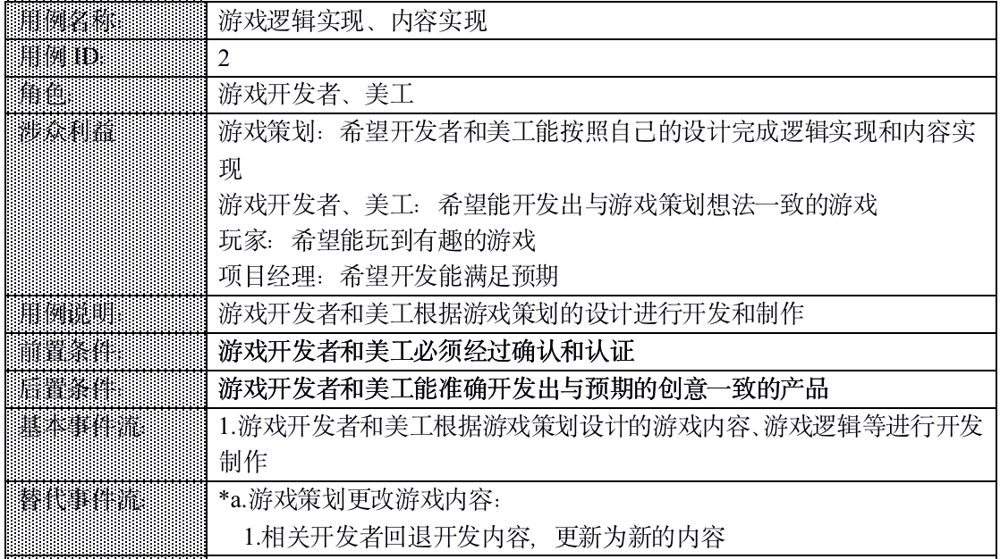 用例名称: 游戏逻辑实现、内容实现
用例 ID: 2
角色: 游戏开发者、美工
涉众利益 游戏策划：希望开发者和美工能按照自己的设计完成逻辑实现和内容实
现
游戏开发者、美工：希望能开发出与游戏策划想法一致的游戏
玩家：希望能玩到有趣的游戏
项目经理：希望开发能满足预期
用例说明: 游戏开发者和美工根据游戏策划的设计进行开发和制作
前置条件: 游戏开发者和美工必须经过确认和认证
后置条件: 游戏开发者和美工能准确开发出与预期的创意一致的产品
基本事件流: 1.游戏开发者和美工根据游戏策划设计的游戏内容、游戏逻辑等进行开发
制作
替代事件流: *a.游戏策划更改游戏内容：
1.相关开发者回退开发内容，更新为新的内容